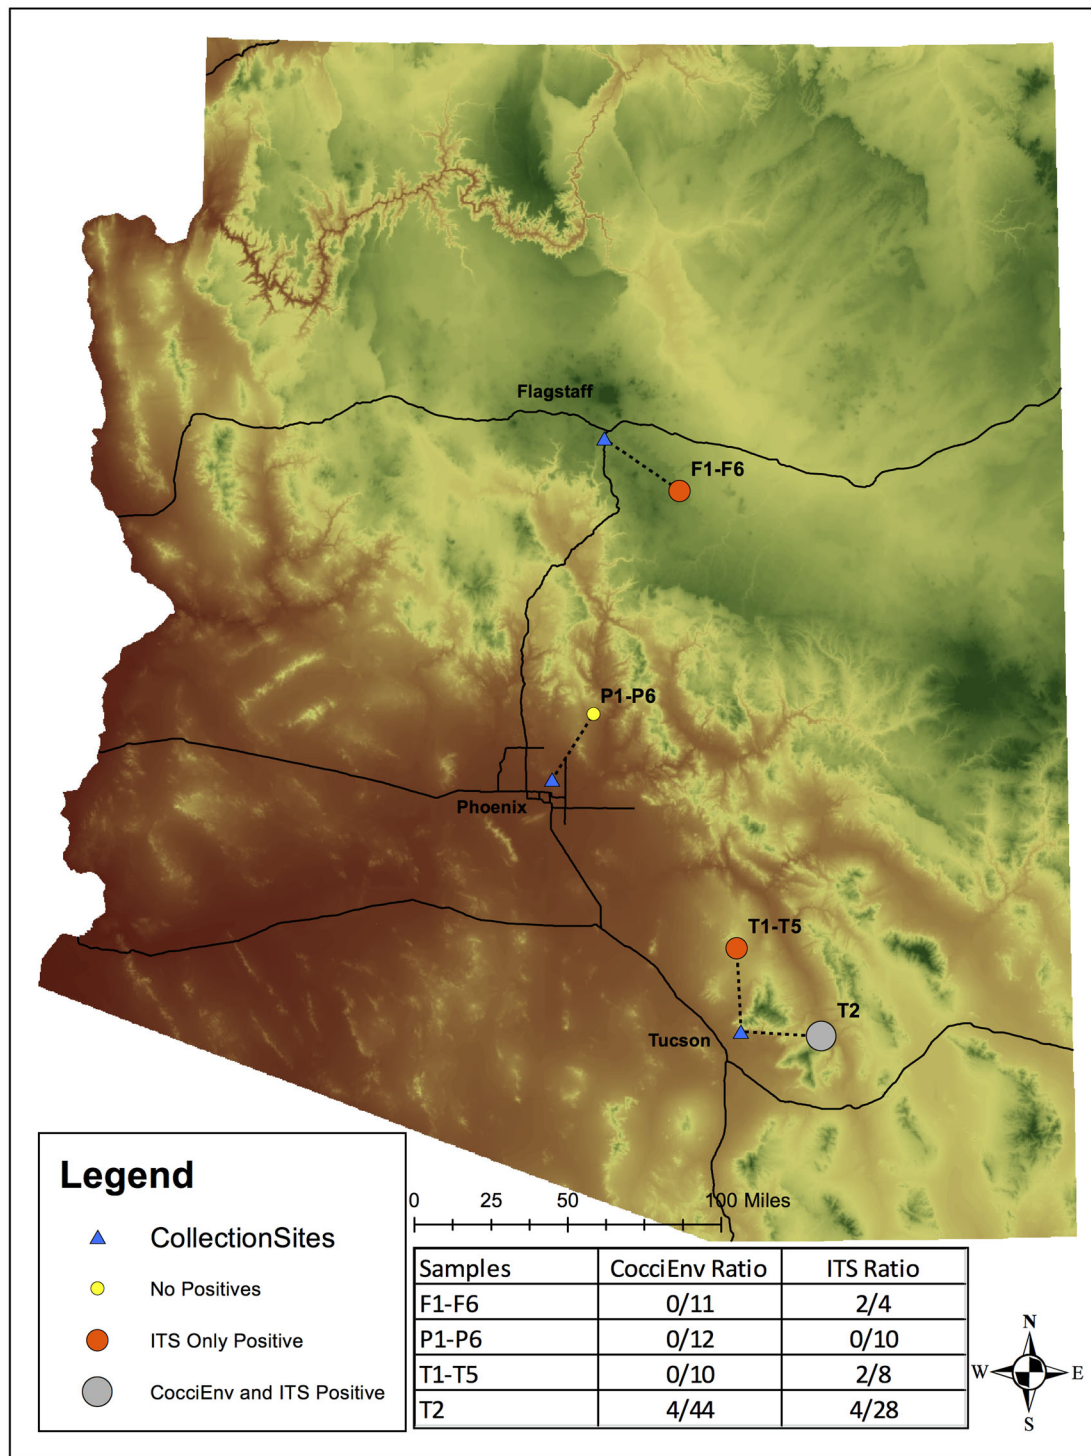 Flagstaff
F1-F6
P1-P6
Phoenix
T1-T5
T2
Tucson
Legend
CollectionSites
No Positives
ITS Only Positive
CocciEnv and ITS Positive
0 25 50 100 Miles
Samples CocciEnv Ratio ITS Ratio
F1-F6 0/11 2/4
P1-P6 0/12 0/10
T1-T5 0/10 2/8
T2 4/44 4/28
N
W E
S